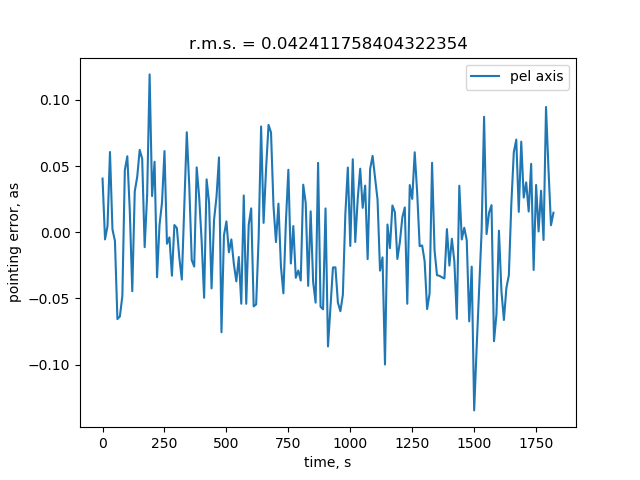 r.m.s. = 0.042411758404322354
pel axis
0.10
0.05
0.00
−0.05
−0.10
pointing error, as
0 250 500 750 1000 1250 1500 1750
time, s